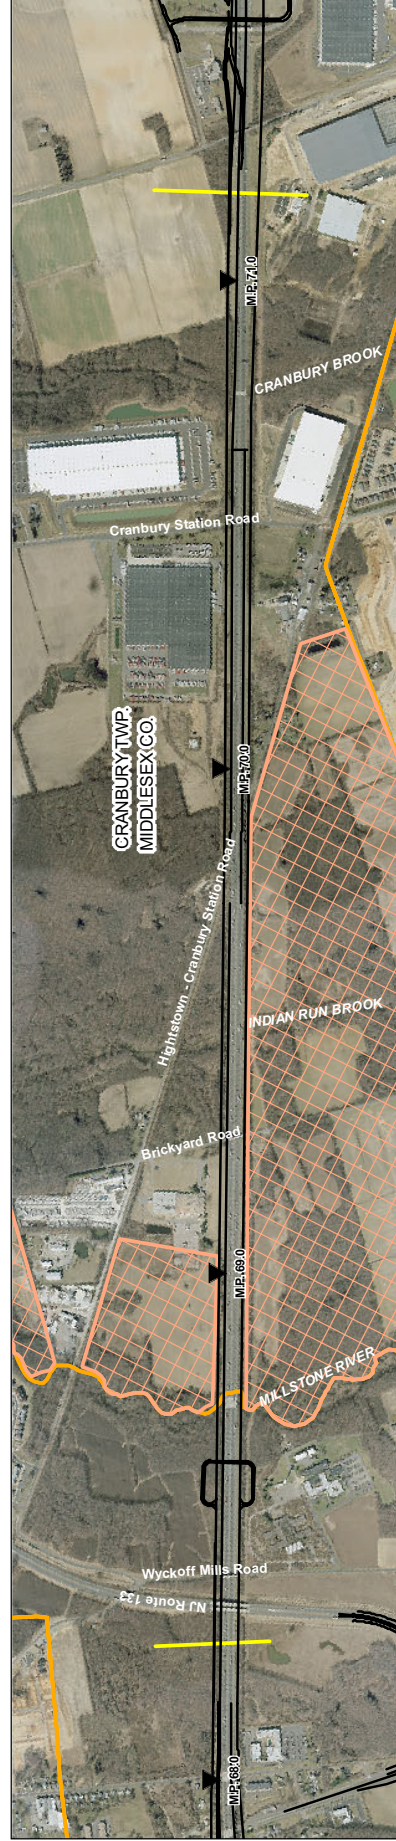 M.P. 71.0
CRANBURY BROOK
Cranbury Station Road
CRANBURY TWP.
MIDDLESEX CO.
M.P. 70.0
Hightstown - Cranbury Station Road
INDIAN RUN BROOK
Brickyard Road
M.P. 69.0
MILLSTONE RIVER
Wyckoff Mills Road
NJ Route 133
M.P. 68.0